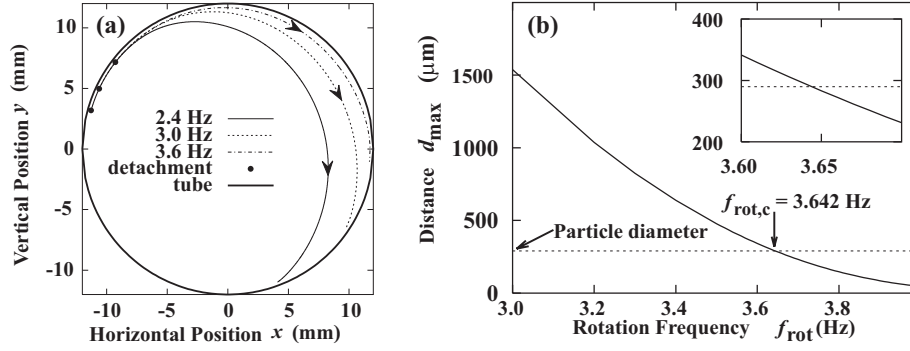 (a)
10
5
0
-5
-10
Vertical Position y (mm)
2.4 Hz
3.0 Hz
3.6 Hz
detachment
tube
-10
-5
0
5
10
Horizontal Position x (mm)
(b)
1500
1000
500
0
Distance d_max (µm)
400
300
200
3.60
3.65
f_rot,c = 3.642 Hz
Particle diameter
3.0
3.2
3.4
3.6
3.8
Rotation Frequency f_rot (Hz)